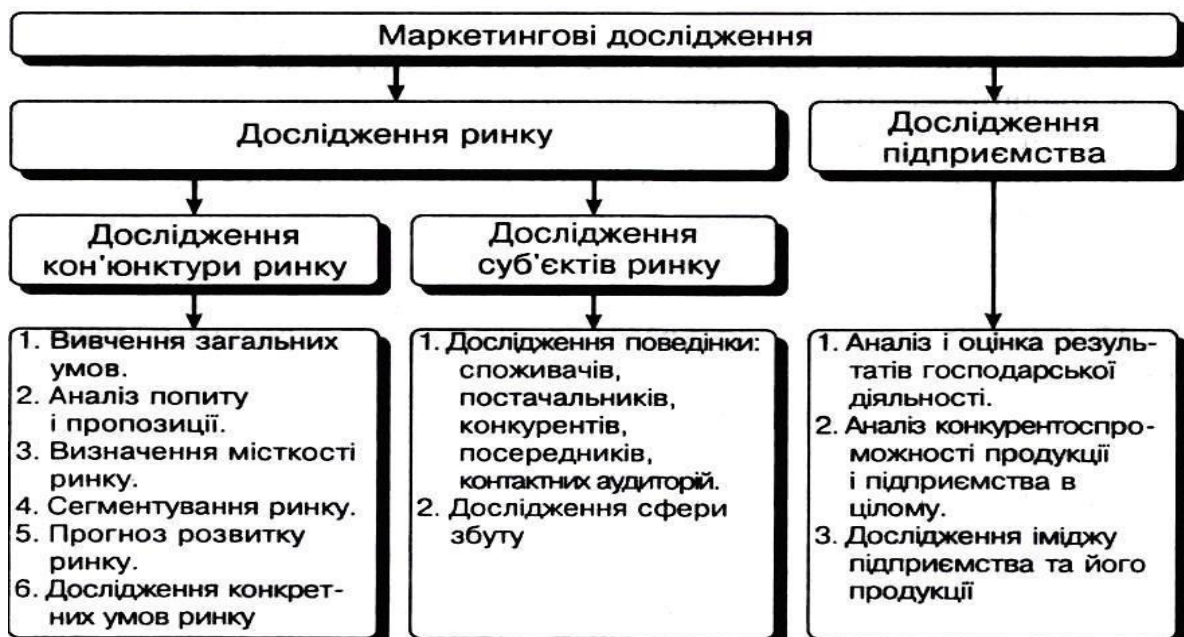 Маркетингові дослідження
Дослідження ринку
Дослідження
підприємства
Дослідження
кон'юнктури ринку
Дослідження
суб'єктів ринку
1. Вивчення загальних
умов.
2. Аналіз попиту
і пропозиції.
3. Визначення місткості
ринку.
4. Сегментування ринку.
5. Прогноз розвитку
ринку.
6. Дослідження конкрет-
них умов ринку
1. Дослідження поведінки:
споживачів,
постачальників,
конкурентів,
посередників,
контактних аудиторій.
2. Дослідження сфери
збуту
1. Аналіз і оцінка резуль-
татів господарської
діяльності.
2. Аналіз конкурентоспро-
можності продукції
і підприємства в
цілому.
3. Дослідження іміджу
підприємства та його
продукції